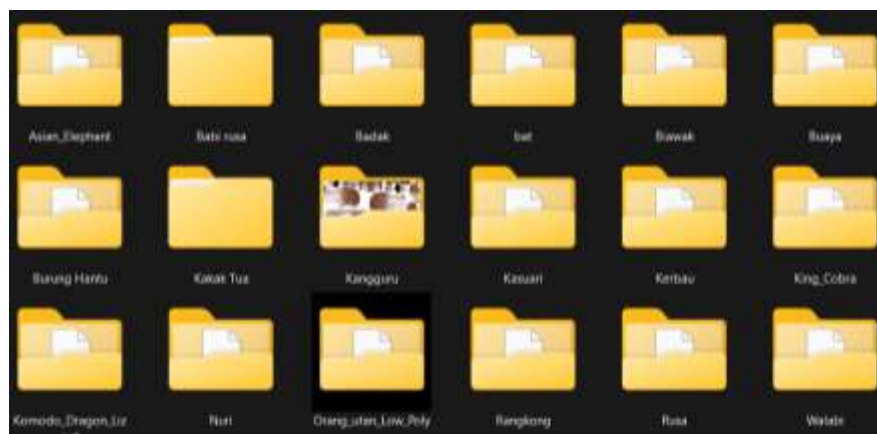 Asian_Elephant
Babi rusa
Badak
bat
Biawak
Buaya
Burung Hantu
Kakak Tua
Kangguru
Kasuari
Kerbau
King_Cobra
Komodo_Dragon_Liz
Nuri
Orang_utan_Low_Poly
Rangkong
Rusa